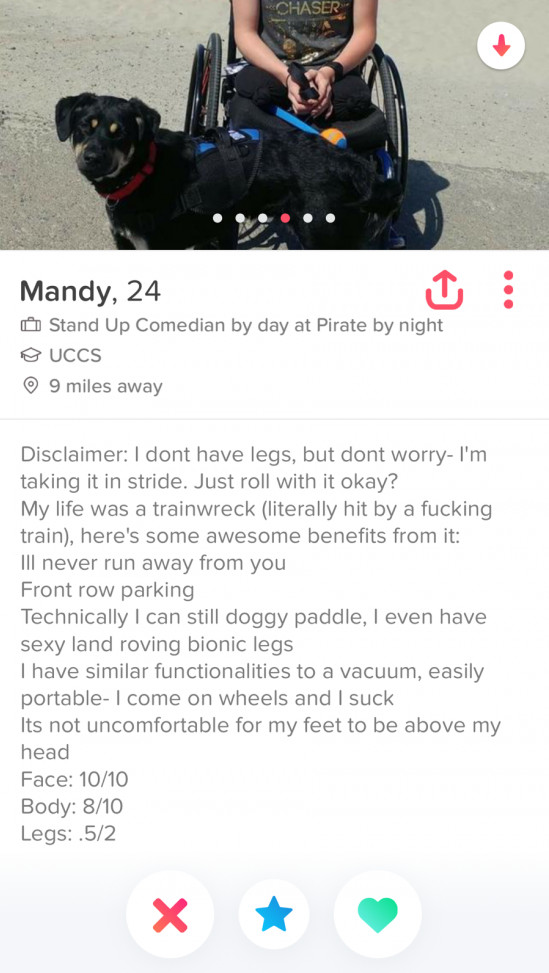 CHASER
Mandy, 24
Stand Up Comedian by day at Pirate by night
UCCS
9 miles away
Disclaimer: I dont have legs, but dont worry- I'm
taking it in stride. Just roll with it okay?
My life was a trainwreck (literally hit by a fucking
train), here's some awesome benefits from it:
Ill never run away from you
Front row parking
Technically I can still doggy paddle, I even have
sexy land roving bionic legs
I have similar functionalities to a vacuum, easily
portable- I come on wheels and I suck
Its not uncomfortable for my feet to be above my
head
Face: 10/10
Body: 8/10
Legs: .5/2